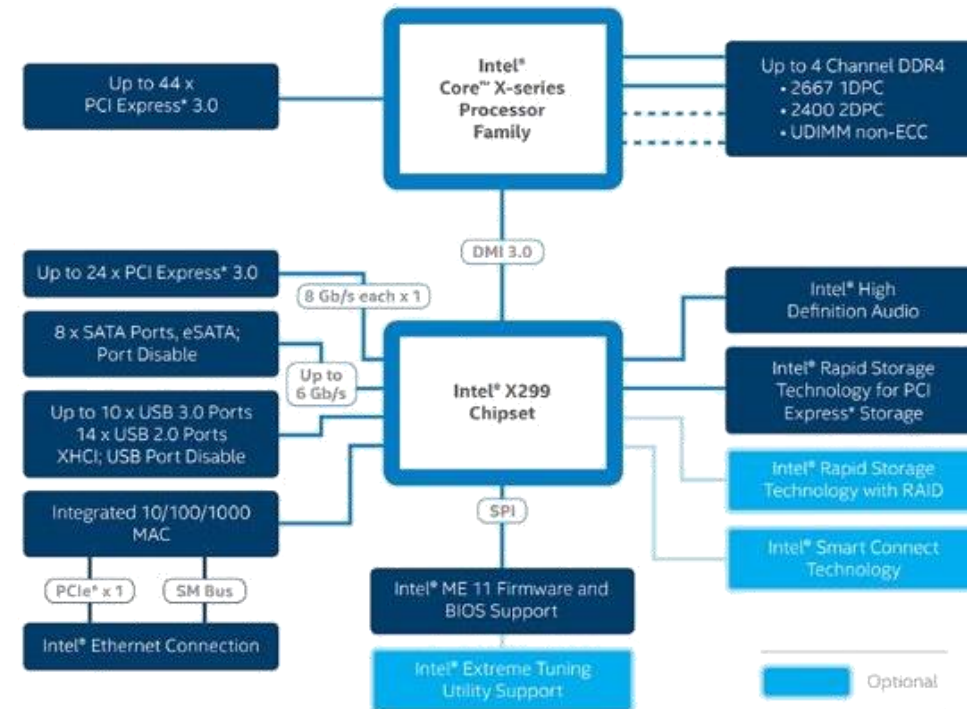 Up to 44 x
PCI Express* 3.0
Intel®
Core™ X-series
Processor
Family
Up to 4 Channel DDR4
• 2667 1DPC
• 2400 2DPC
• UDIMM non-ECC
DMI 3.0
Up to 24 x PCI Express* 3.0
8 Gb/s each x 1
8 x SATA Ports, eSATA;
Port Disable
Up to
6 Gb/s
Up to 10 x USB 3.0 Ports
14 x USB 2.0 Ports
XHCI; USB Port Disable
Integrated 10/100/1000
MAC
PCIe* x 1
SM Bus
Intel® Ethernet Connection
Intel® X299
Chipset
SPI
Intel® ME 11 Firmware and
BIOS Support
Intel® Extreme Tuning
Utility Support
Intel® High
Definition Audio
Intel® Rapid Storage
Technology for PCI
Express* Storage
Intel® Rapid Storage
Technology with RAID
Intel® Smart Connect
Technology
Optional